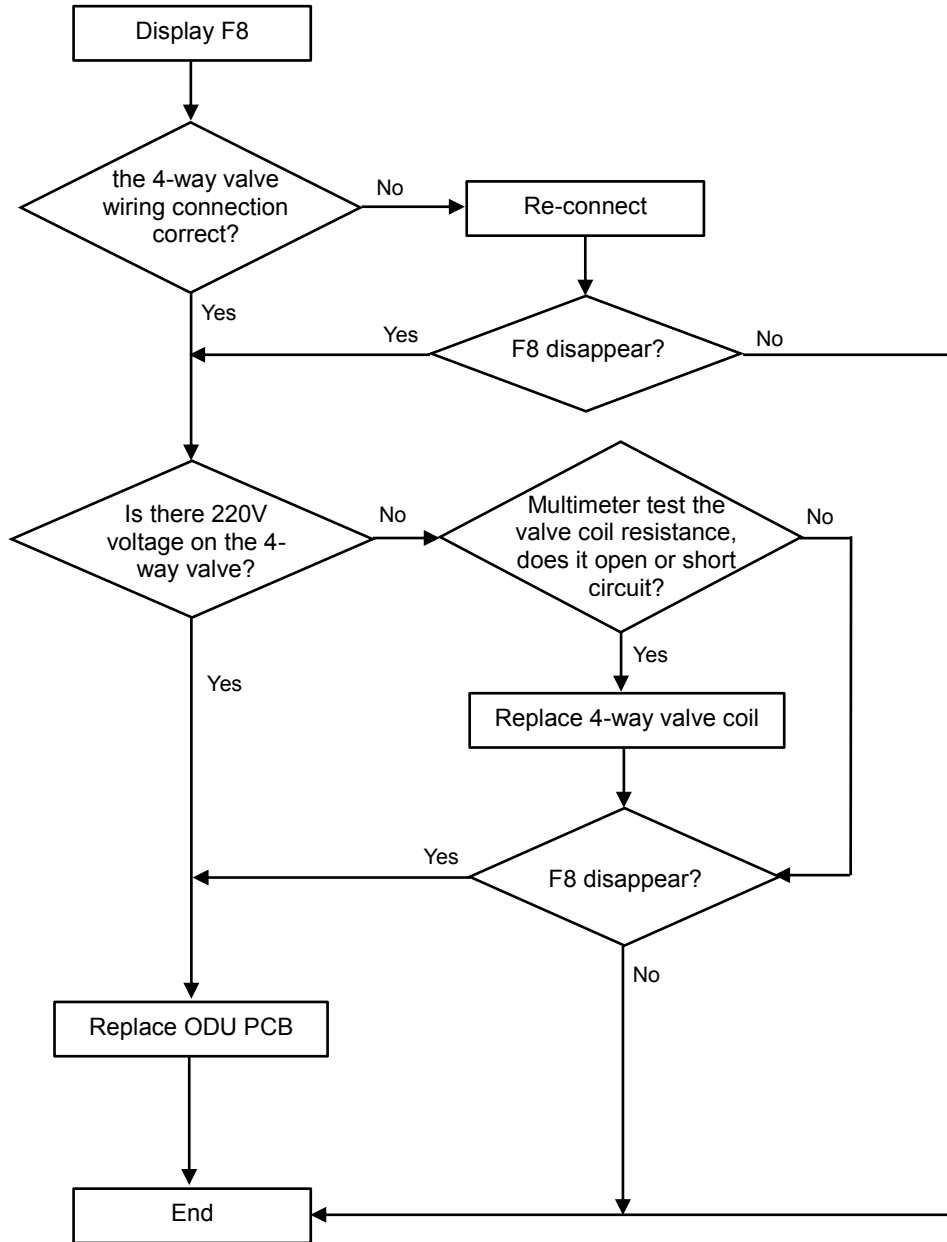 Display F8
the 4-way valve
wiring connection
correct?
No
Re-connect
Yes
Yes
F8 disappear?
No
Is there 220V
voltage on the 4-
way valve?
No
Multimeter test the
valve coil resistance,
does it open or short
circuit?
No
Yes
Yes
Replace 4-way valve coil
Yes
F8 disappear?
No
Replace ODU PCB
End